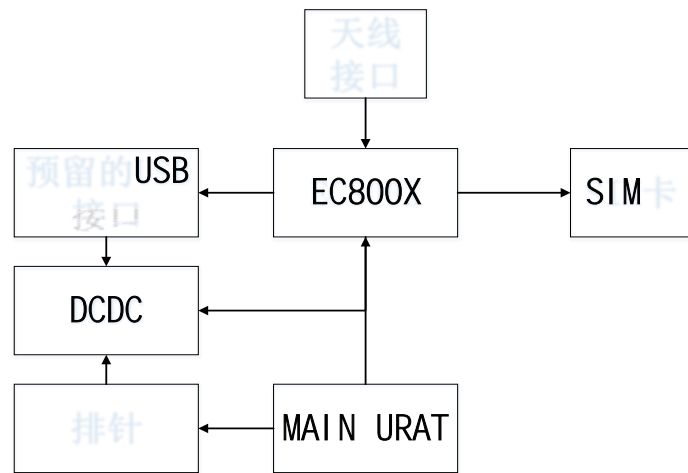 天线
接口
预留的USB
接口
EC800X
SIM卡
DCDC
排针
MAIN URAT